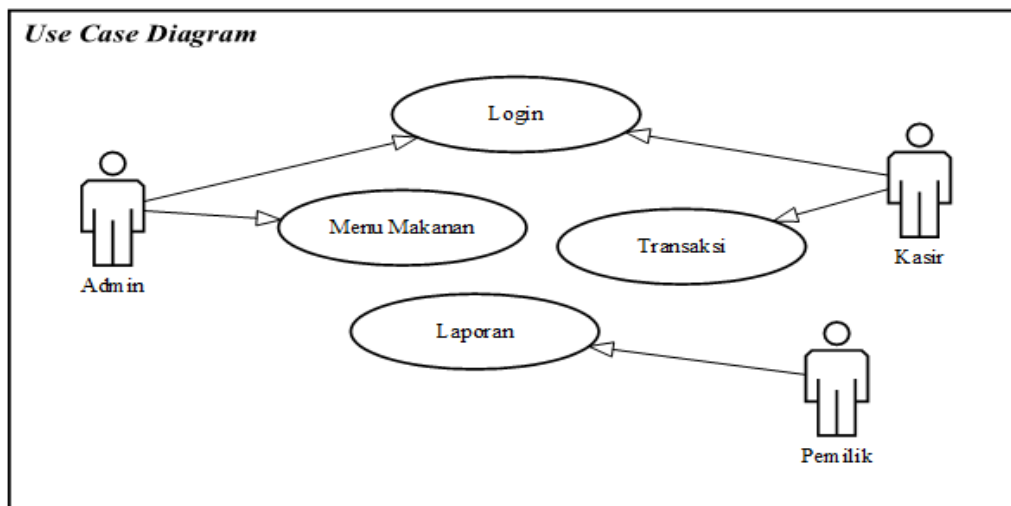 Use Case Diagram
Login
Menu Makanan
Transaksi
Kasir
Admin
Laporan
Pemilik